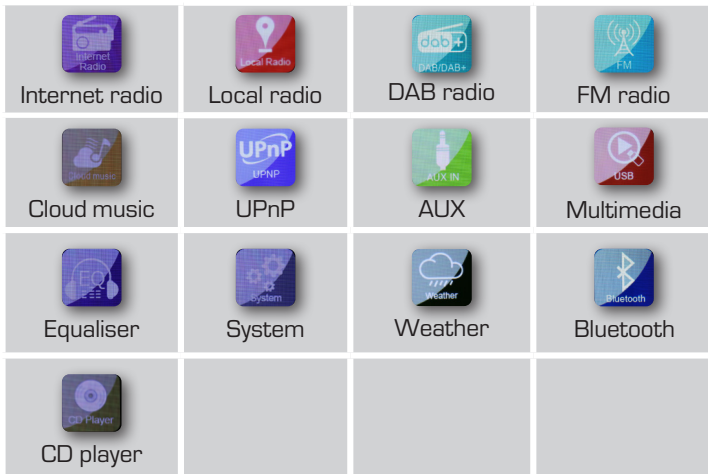 Internet
Radio
Local Radio
dab+
DAB/DAB+
FM
Internet radio
Local radio
DAB radio
FM radio
Cloud music
UPnP
UPNP
AUX IN
USB
Cloud music
UPnP
AUX
Multimedia
EQ
System
Weather
Bluetooth
Equaliser
System
Weather
Bluetooth
CD Player
CD player